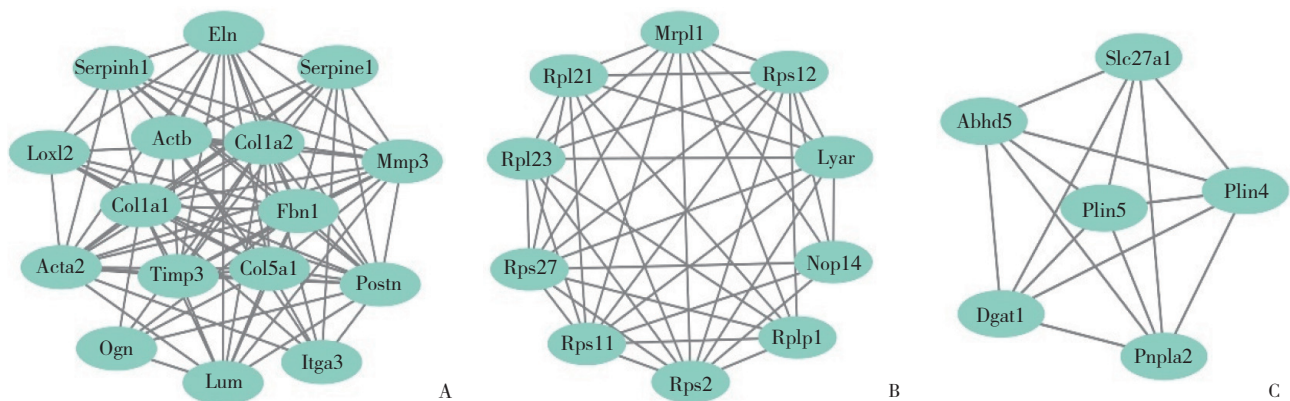 Eln
Serpinh1
Serpine1
Actb
Col1a2
Loxl2
Mmp3
Col1a1
Fbn1
Acta2
Timp3
Col5a1
Postn
Ogn
Itga3
Lum
A
Mrpl1
Rpl21
Rps12
Rpl23
Lyar
Rps27
Nop14
Rps11
Rplp1
Rps2
B
Slc27a1
Abhd5
Plin4
Plin5
Dgat1
Pnpla2
C